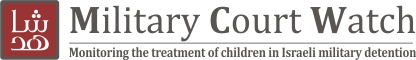 شا
هد
Military Court Watch
Monitoring the treatment of children in Israeli military detention